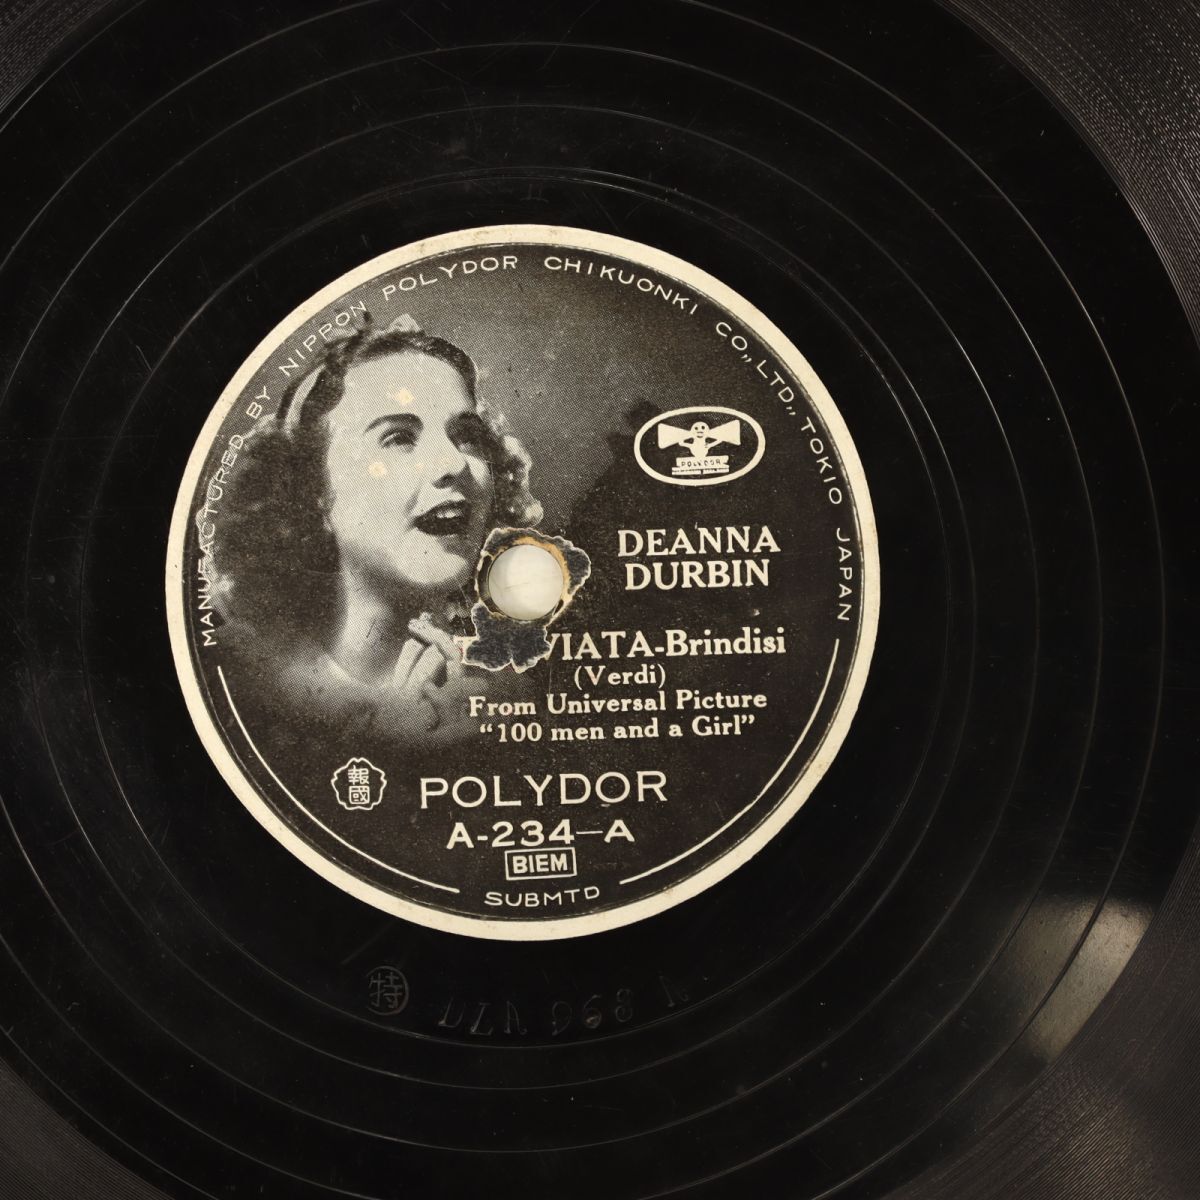 MANUFACTURED BY NIPPON POLYDOR CHIKUONKI CO., LTD., TOKIO JAPAN
POLYDOR
DEANNA
DURBIN
VIATA-Brindisi
(Verdi)
From Universal Picture
"100 men and a Girl"
報
國
POLYDOR
A-234-A
BIEM
SUBMTD
特
968